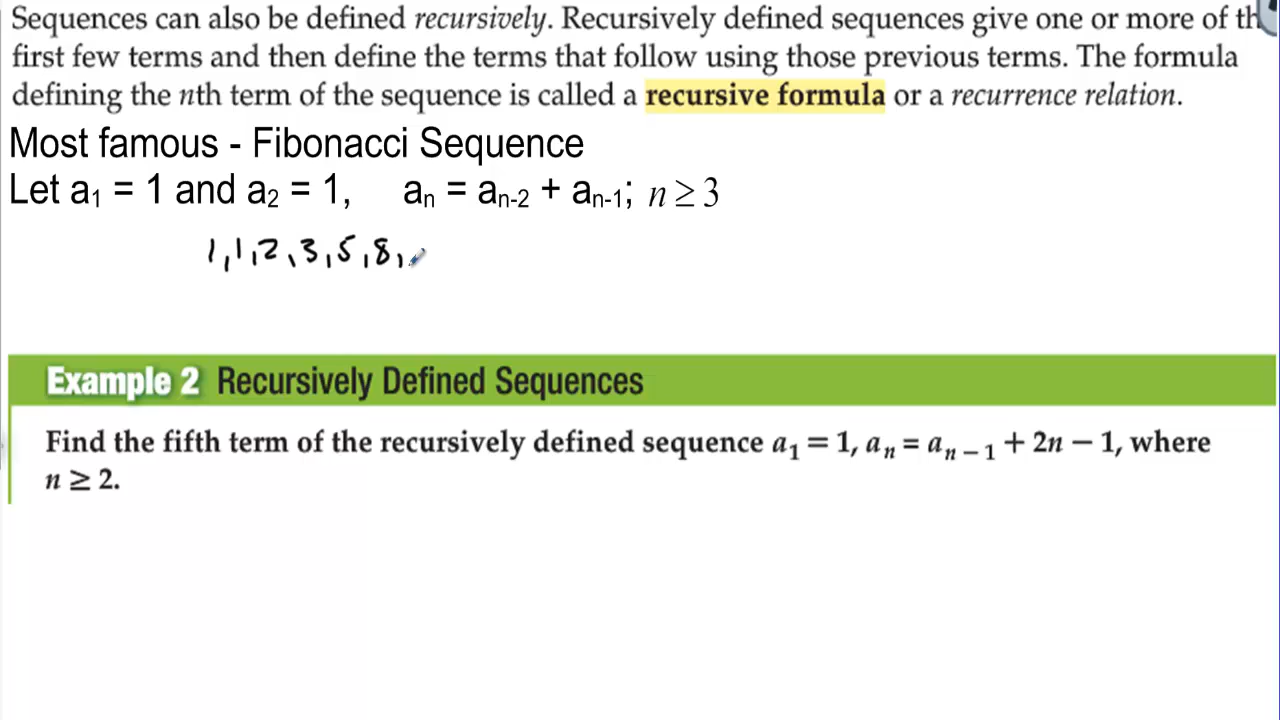 Sequences can also be defined recursively. Recursively defined sequences give one or more of th
first few terms and then define the terms that follow using those previous terms. The formula
defining the nth term of the sequence is called a recursive formula or a recurrence relation.
Most famous - Fibonacci Sequence
Let a₁ = 1 and a₂ = 1, aₙ = aₙ₋₂ + aₙ₋₁; n ≥ 3
1,1,2,3,5,8,
Example 2 Recursively Defined Sequences
Find the fifth term of the recursively defined sequence a₁ = 1, aₙ = aₙ₋₁ + 2n − 1, where
n ≥ 2.